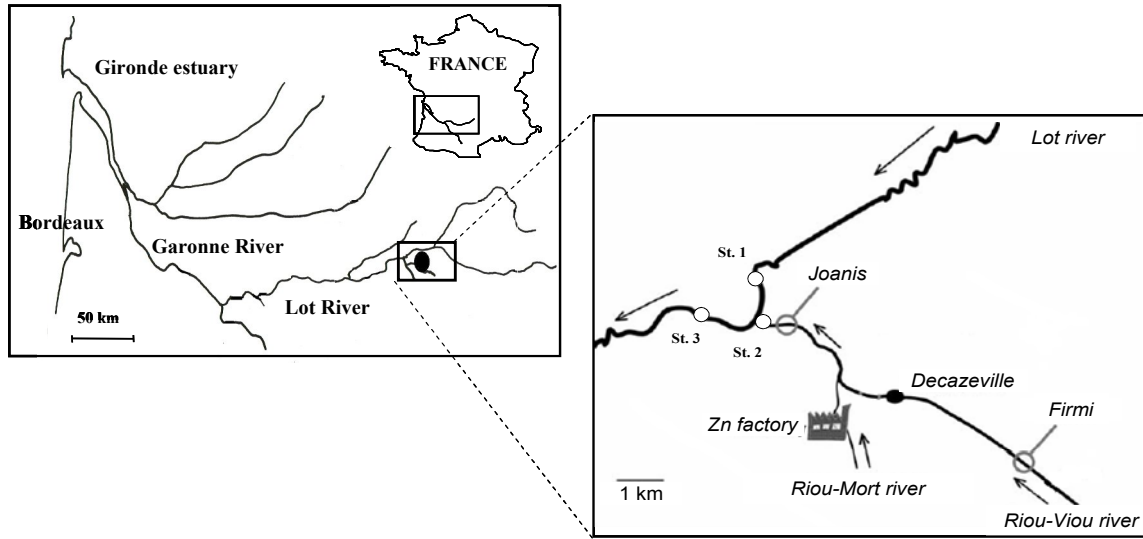 Gironde estuary
FRANCE
Bordeaux
Garonne River
Lot River
50 km
Lot river
St. 1
Joanis
St. 3
St. 2
Decazeville
Zn factory
Firmi
1 km
Riou-Mort river
Riou-Viou river